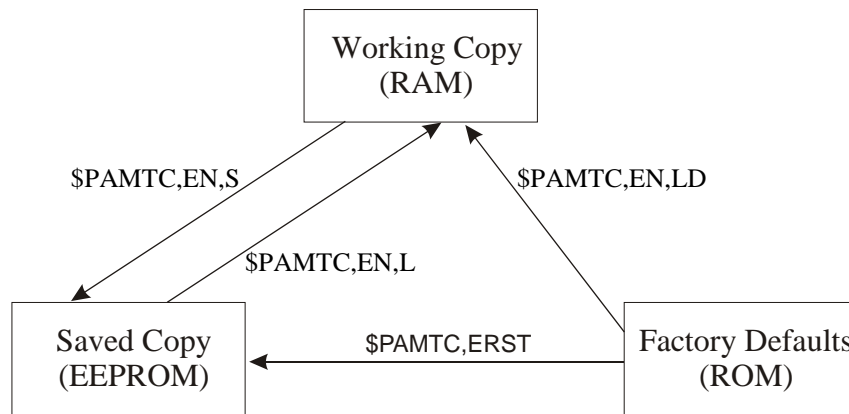 Working Copy
(RAM)
$PAMTC,EN,S
$PAMTC,EN,LD
$PAMTC,EN,L
Saved Copy
(EEPROM)
$PAMTC,ERST
Factory Defaults
(ROM)